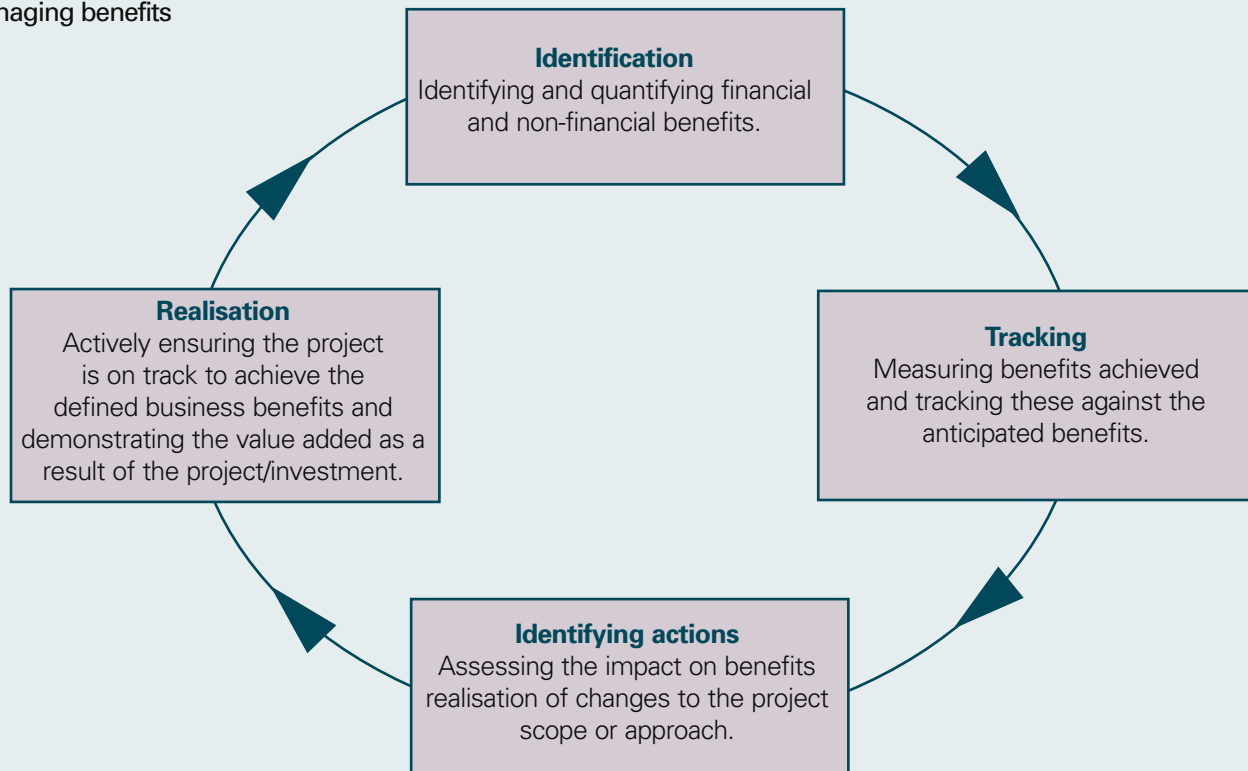 benefits
Identification
Identifying and quantifying financial
and non-financial benefits.
Tracking
Measuring benefits achieved
and tracking these against the
anticipated benefits.
Identifying actions
Assessing the impact on benefits
realisation of changes to the project
scope or approach.
Realisation
Actively ensuring the project
is on track to achieve the
defined business benefits and
demonstrating the value added as a
result of the project/investment.